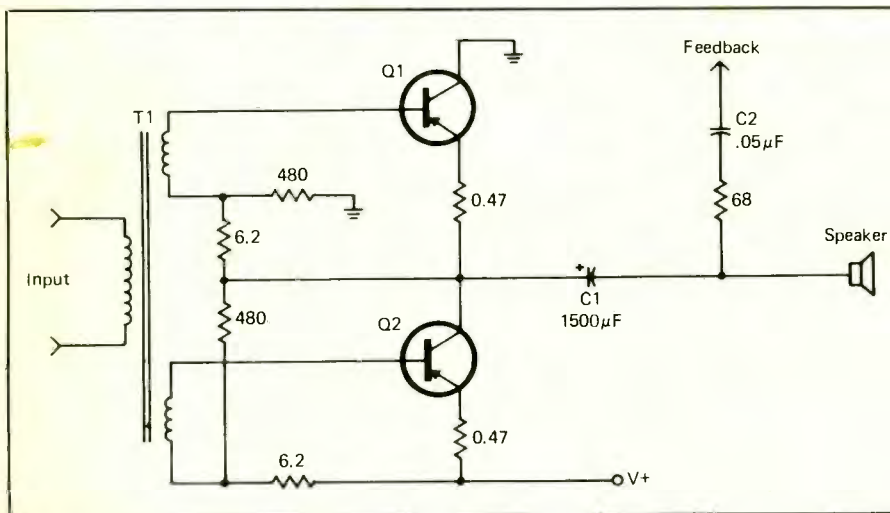 Feedback
Q1
T1
C2
.05μF
480
0.47
68
6.2
Speaker
Input
480
Q2
+
C1
1500μF
0.47
6.2
V+